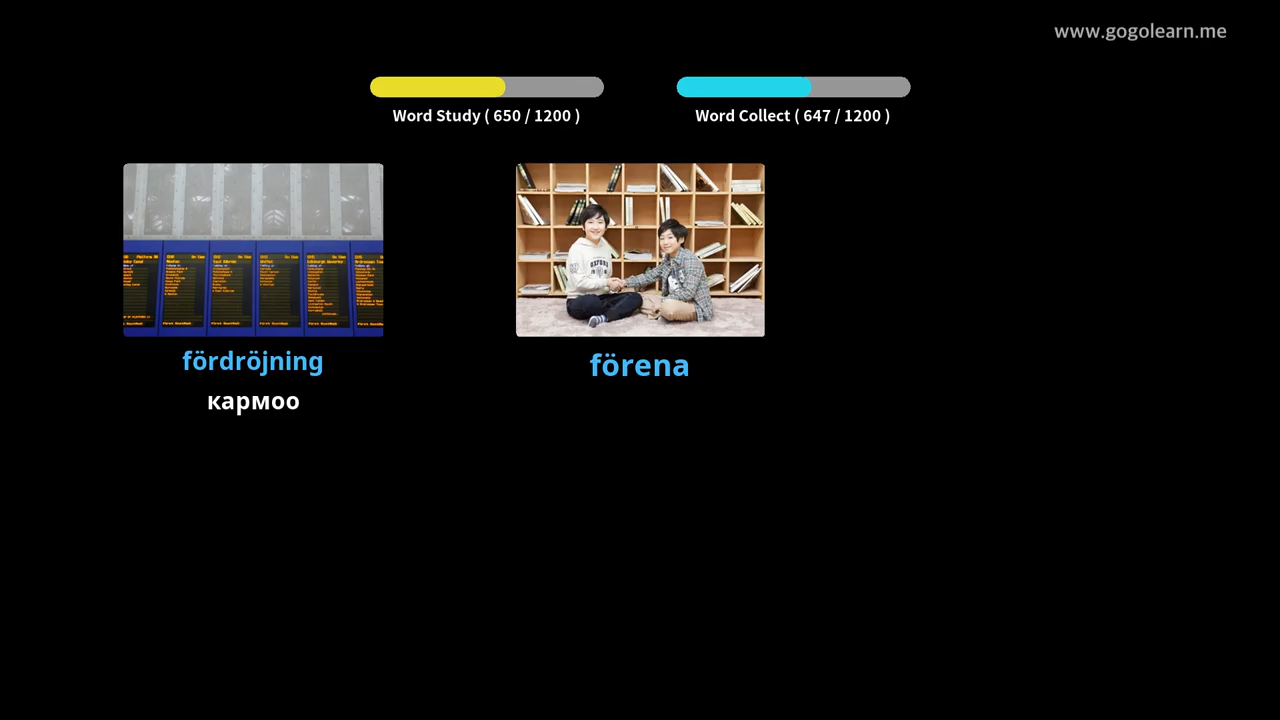 www.gogolearn.me
Word Study ( 650 / 1200 )
Word Collect ( 647 / 1200 )
fördröjning
förena
кармоо